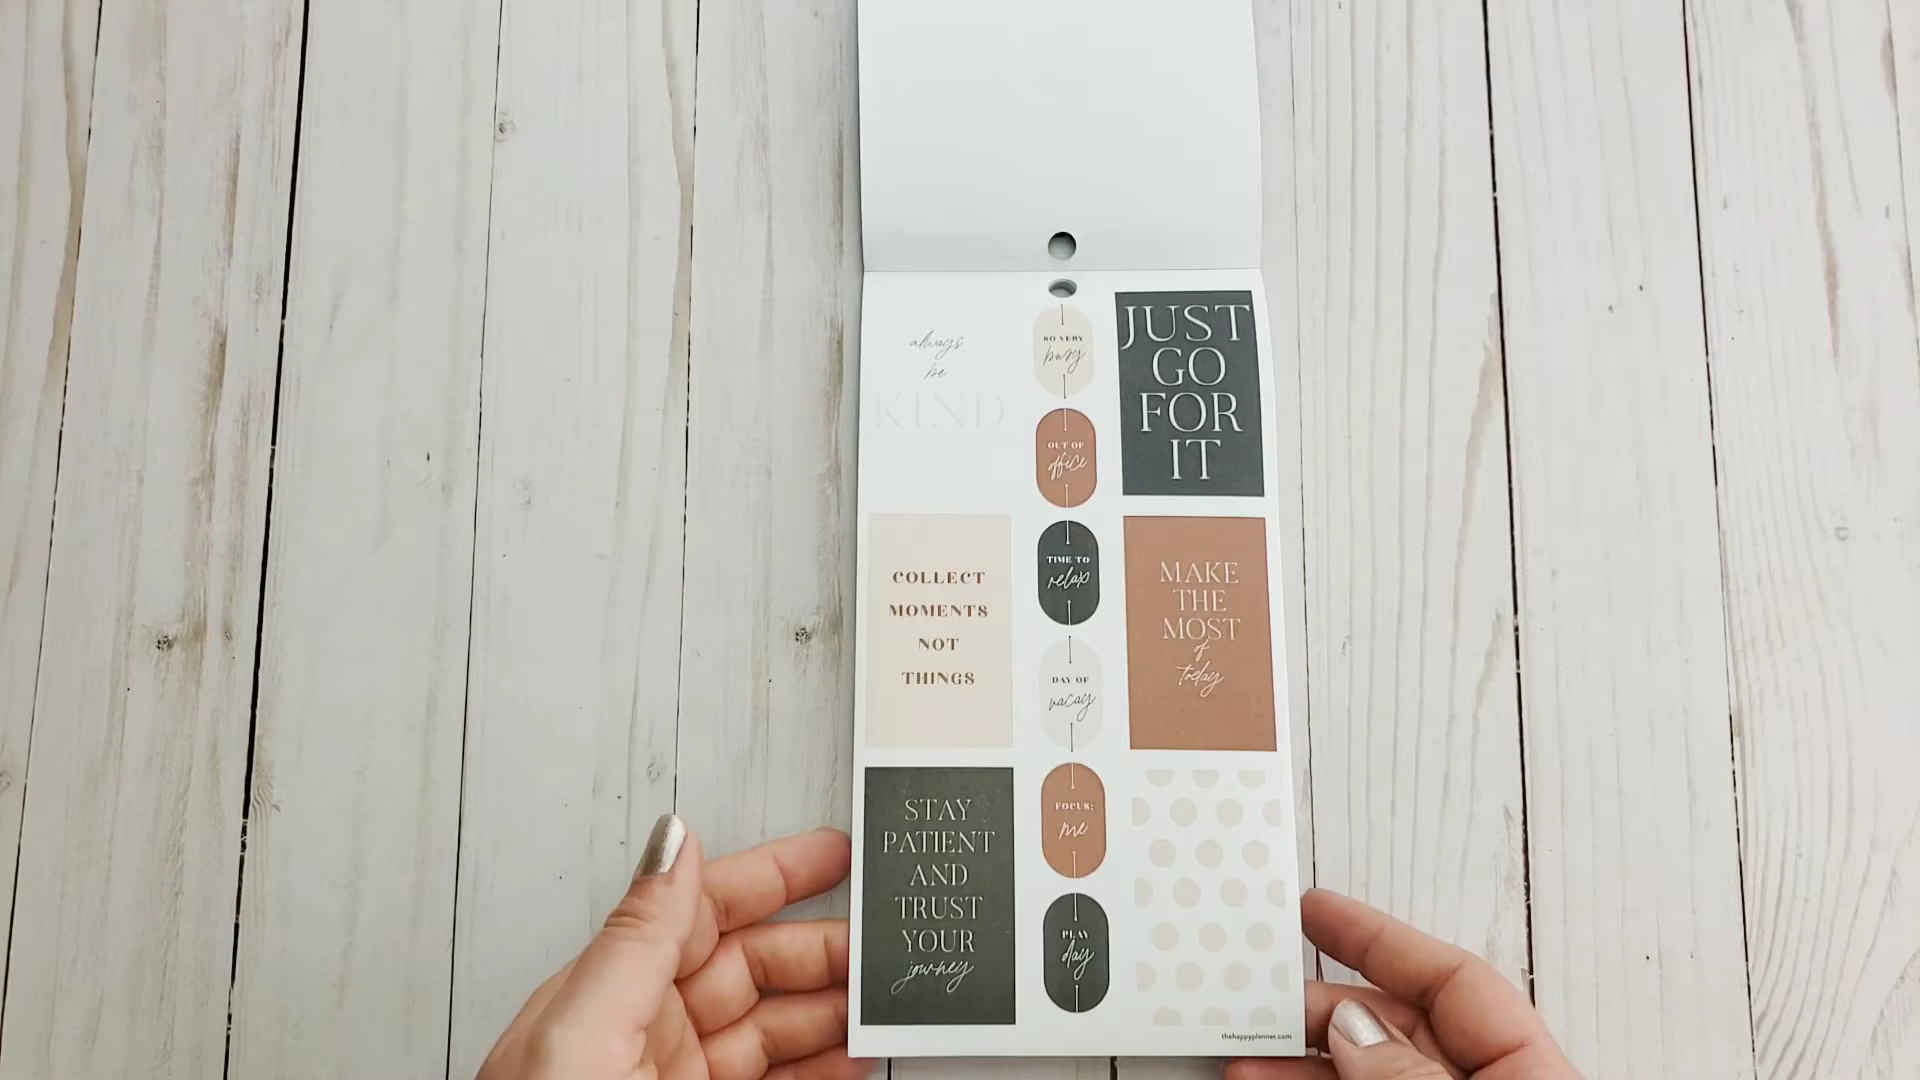 always
be
KIND
SO VERY
busy
JUST
GO
FOR
IT
OUT OF
office
COLLECT
MOMENTS
NOT
THINGS
TIME TO
relax
MAKE
THE
MOST
of
today
DAY OF
vacay
STAY
PATIENT
AND
TRUST
YOUR
journey
FOCUS:
me
PLAY
day
thehappyplanner.com